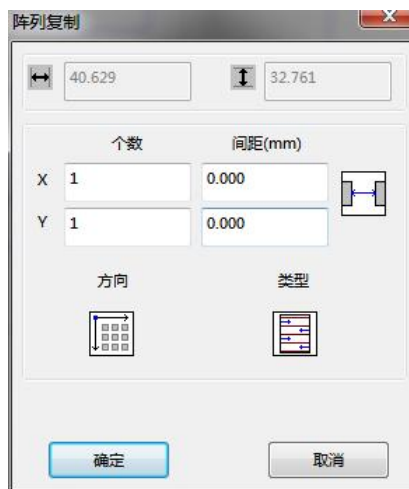 阵列复制
40.629 32.761
个数 间距(mm)
X 1 0.000
Y 1 0.000
方向 类型
确定 取消